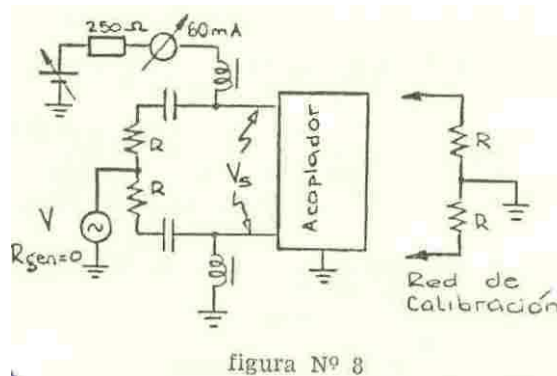 250 Ω
60mA
R
R
V
Rgen=0
Vs
Acoplador
R
R
Red de
Calibración
figura Nº 8